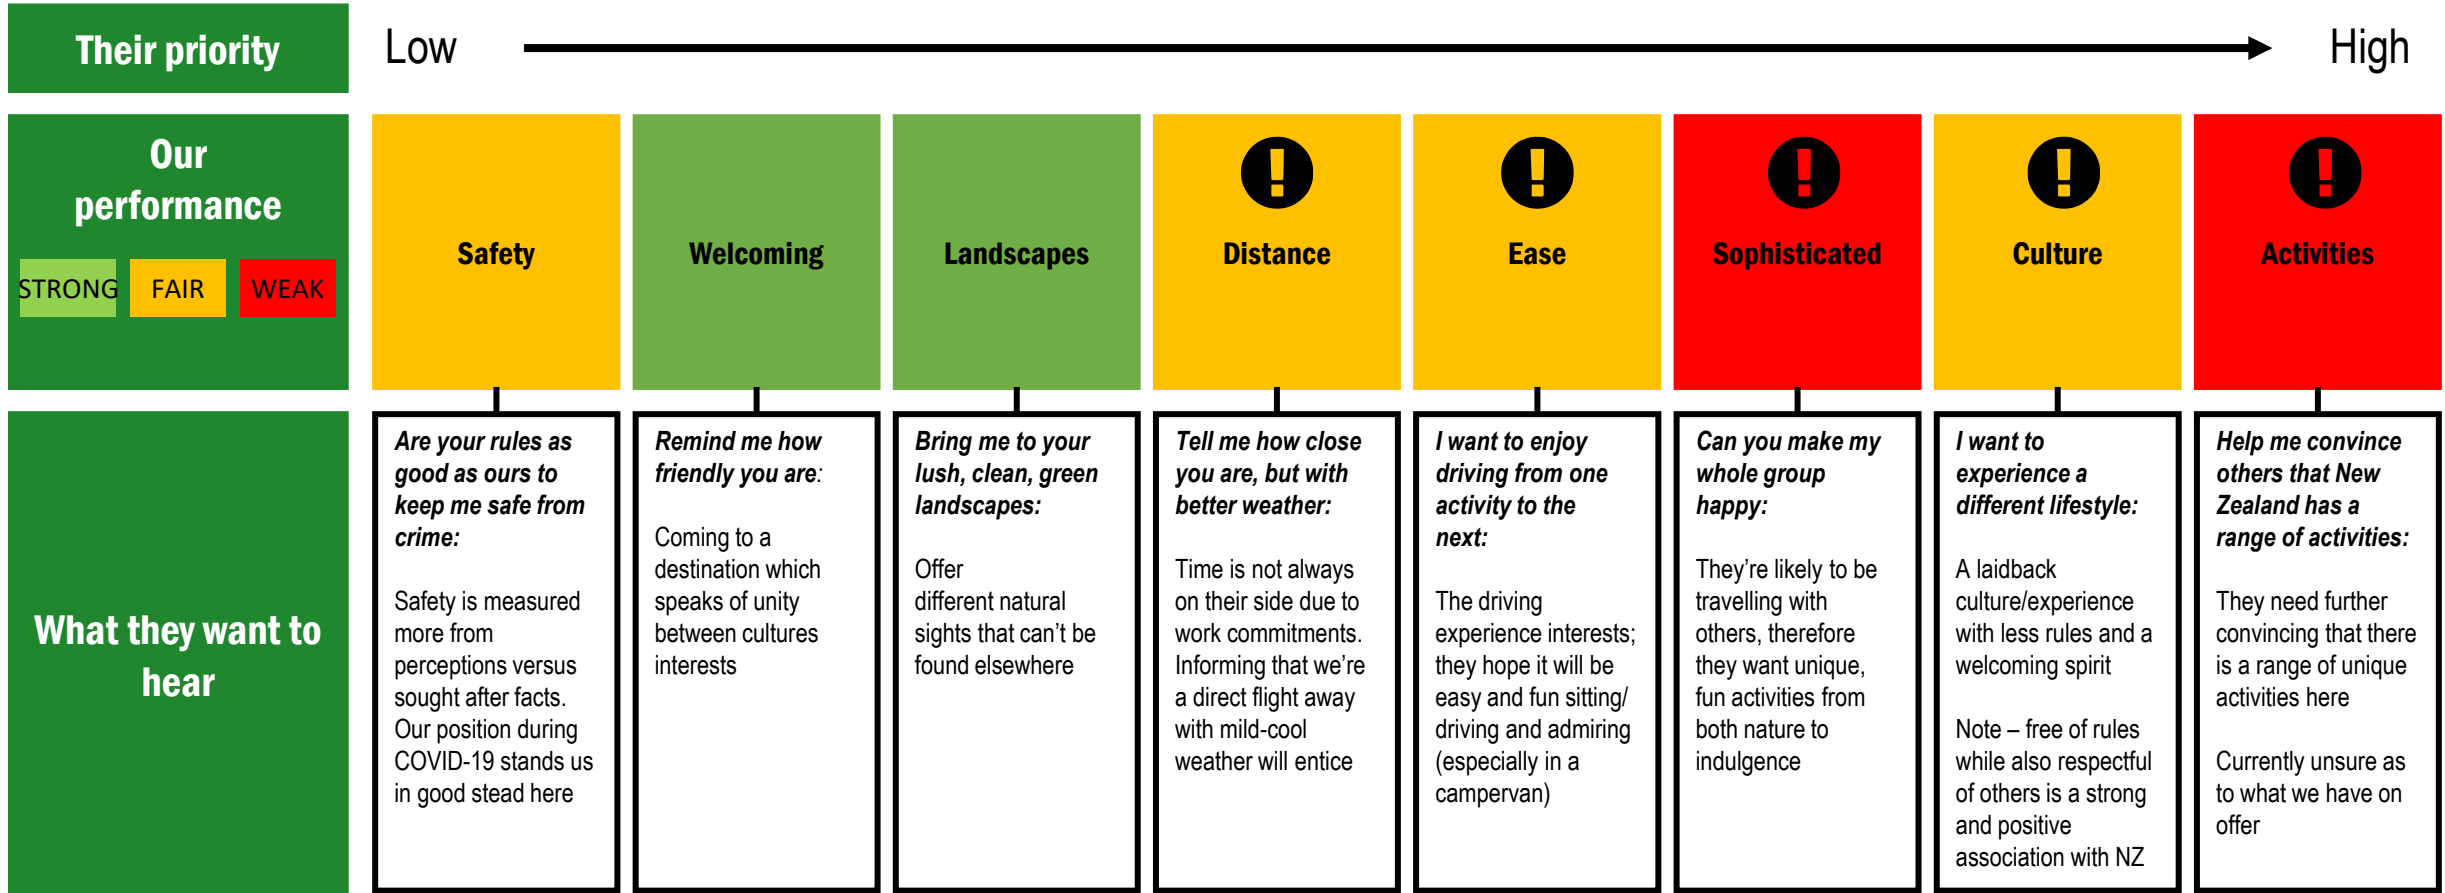 Their priority
Low
High
Our
performance
STRONG
FAIR
WEAK
Safety
Welcoming
Landscapes
Distance
Ease
Sophisticated
Culture
Activities
What they want to
hear
Are your rules as
good as ours to
keep me safe from
crime:
Safety is measured
more from
perceptions versus
sought after facts.
Our position during
COVID-19 stands us
in good stead here
Remind me how
friendly you are:
Coming to a
destination which
speaks of unity
between cultures
interests
Bring me to your
lush, clean, green
landscapes:
Offer
different natural
sights that can't be
found elsewhere
Tell me how close
you are, but with
better weather:
Time is not always
on their side due to
work commitments.
Informing that we're
a direct flight away
with mild-cool
weather will entice
I want to enjoy
driving from one
activity to the
next:
The driving
experience interests;
they hope it will be
easy and fun sitting/
driving and admiring
(especially in a
campervan)
Can you make my
whole group
happy:
They're likely to be
travelling with
others, therefore
they want unique,
fun activities from
both nature to
indulgence
I want to
experience a
different lifestyle:
A laidback
culture/experience
with less rules and a
welcoming spirit
Note – free of rules
while also respectful
of others is a strong
and positive
association with NZ
Help me convince
others that New
Zealand has a
range of activities:
They need further
convincing that there
is a range of unique
activities here
Currently unsure as
to what we have on
offer